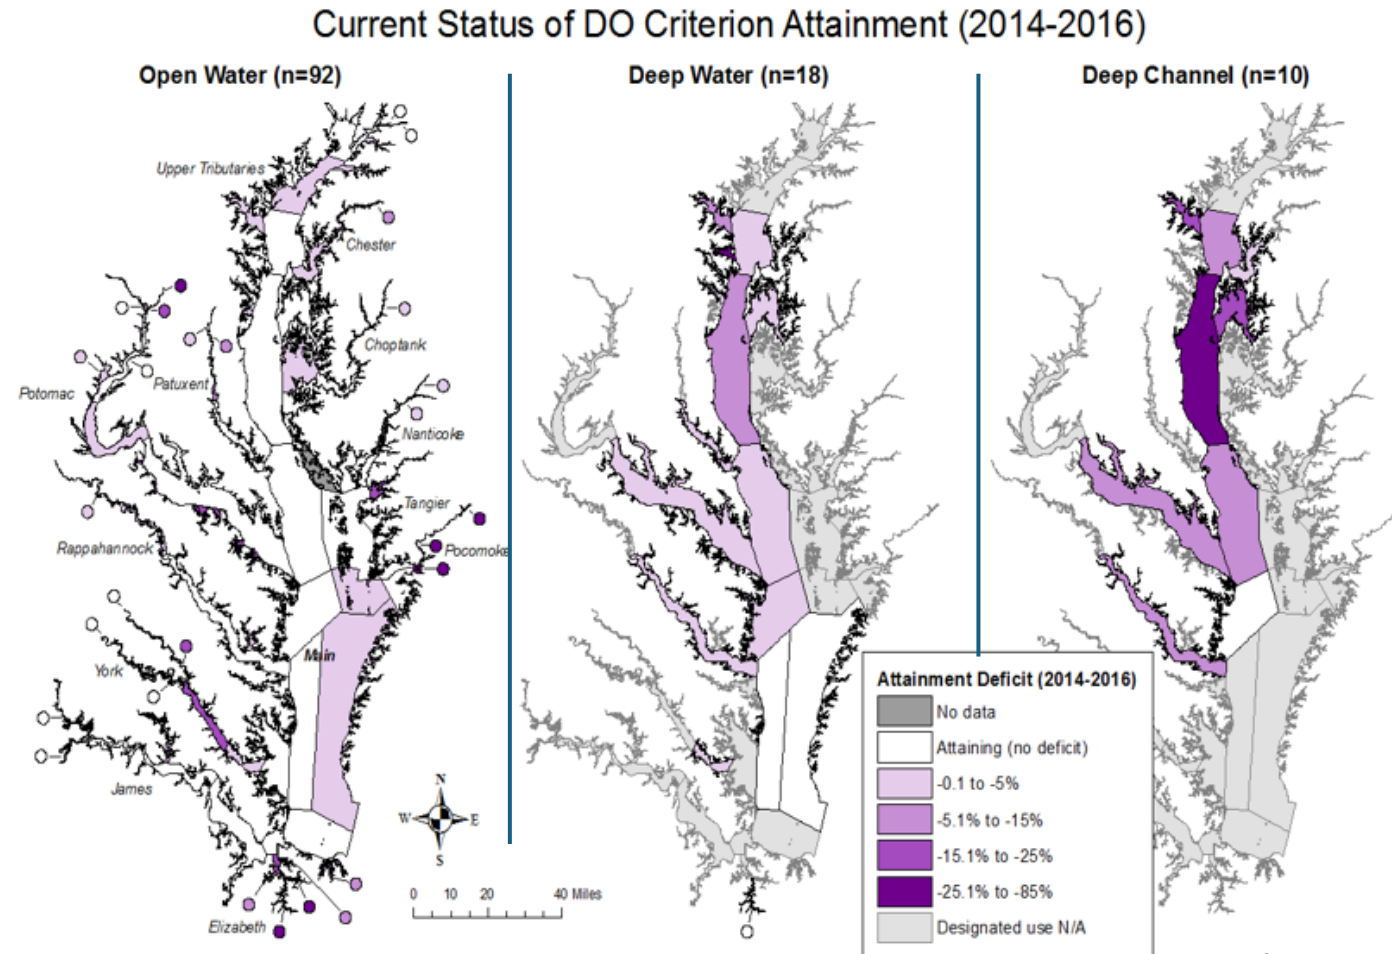 Current Status of DO Criterion Attainment (2014-2016)
Open Water (n=92)
Deep Water (n=18)
Deep Channel (n=10)
Upper Tributaries
Chester
Choptank
Potomac
Patuxent
Nanticoke
Tangier
Rappahannock
Pocomoke
Main
York
James
Elizabeth
N
W E
S
0 10 20 40 Miles
Attainment Deficit (2014-2016)
No data
Attaining (no deficit)
-0.1 to -5%
-5.1% to -15%
-15.1% to -25%
-25.1% to -85%
Designated use N/A